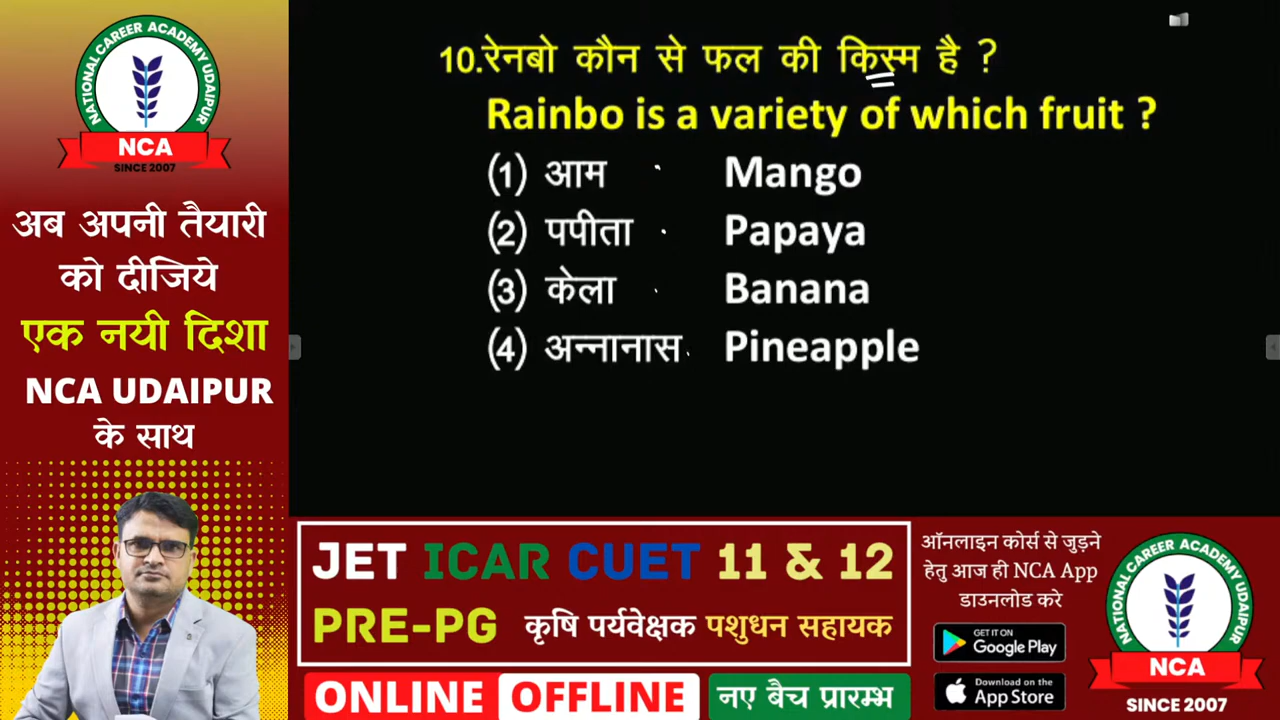 NATIONAL CAREER ACADEMY UDAIPUR
NCA
SINCE 2007
अब अपनी तैयारी
को दीजिये
एक नयी दिशा
NCA UDAIPUR
के साथ
10.रेनबो कौन से फल की किस्म है ?
Rainbo is a variety of which fruit ?
(1) आम Mango
(2) पपीता Papaya
(3) केला Banana
(4) अन्नानास Pineapple
JET ICAR CUET 11 & 12
PRE-PG कृषि पर्यवेक्षक पशुधन सहायक
ONLINE OFFLINE नए बैच प्रारम्भ
ऑनलाइन कोर्स से जुड़ने
हेतु आज ही NCA App
डाउनलोड करे
GET IT ON
Google Play
Download on the
App Store
NATIONAL CAREER ACADEMY UDAIPUR
NCA
SINCE 2007